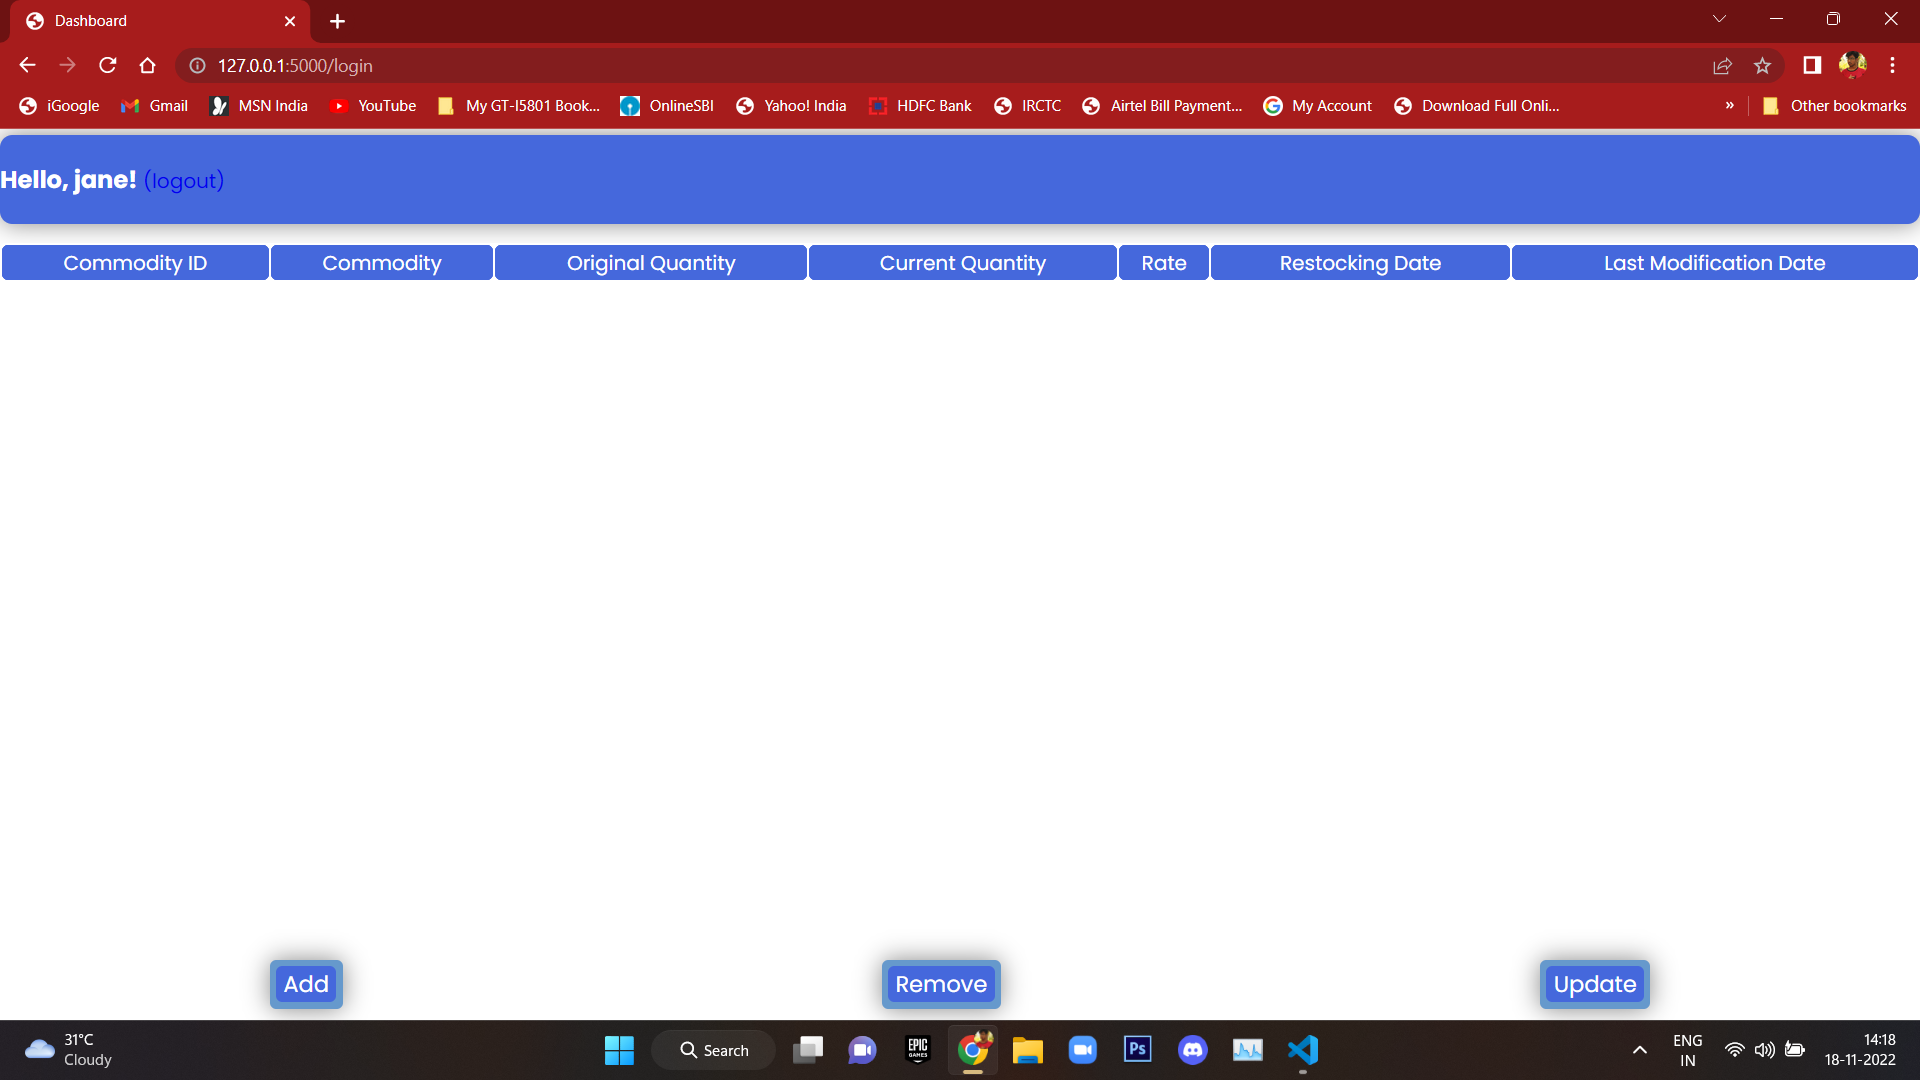 Dashboard
127.0.0.1:5000/login
iGoogle Gmail MSN India YouTube My GT-I5801 Book... OnlineSBI Yahoo! India HDFC Bank IRCTC Airtel Bill Payment... My Account Download Full Onli... » Other bookmarks
Hello, jane! (logout)
Commodity ID Commodity Original Quantity Current Quantity Rate Restocking Date Last Modification Date
Add Remove Update
31°C
Cloudy
Search
EPIC
GAMES
Ps
ENG
IN
14:18
18-11-2022